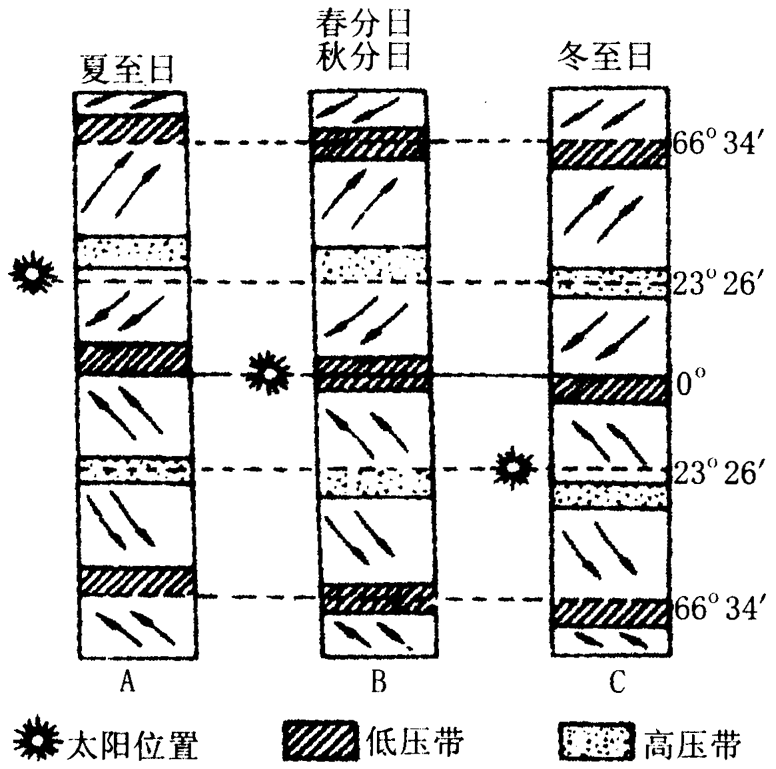 夏至日
春分日
秋分日
冬至日
66°34′
23°26′
0°
23°26′
66°34′
A
B
C
太阳位置
低压带
高压带